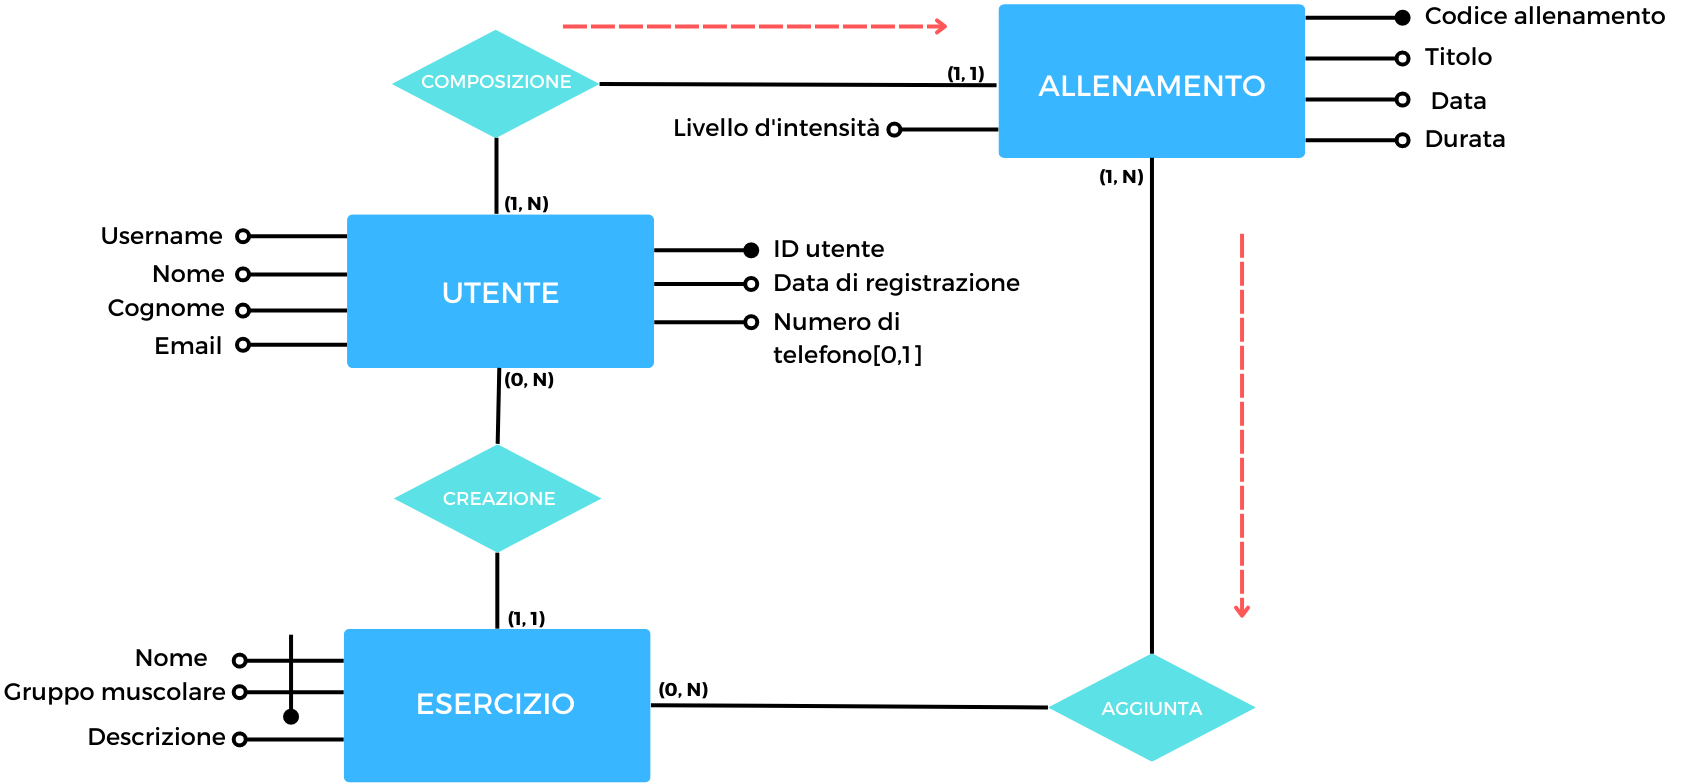 COMPOSIZIONE
(1, 1)
ALLENAMENTO
Codice allenamento
Titolo
Data
Durata
Livello d'intensità
(1, N)
(1, N)
Username
Nome
Cognome
Email
UTENTE
ID utente
Data di registrazione
Numero di
telefono[0,1]
(0, N)
CREAZIONE
(1, 1)
Nome
Gruppo muscolare
Descrizione
ESERCIZIO
(0, N)
AGGIUNTA